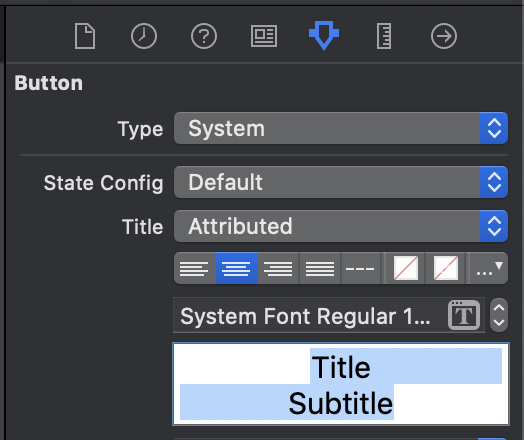 Button
Type System
State Config Default
Title Attributed
System Font Regular 1... T
Title
Subtitle